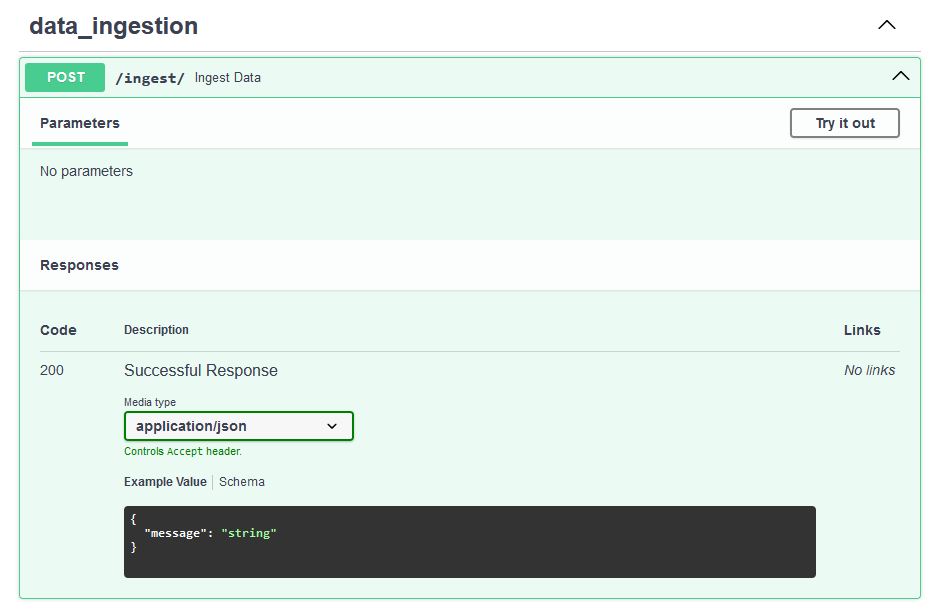 data_ingestion
POST /ingest/ Ingest Data
Parameters
Try it out
No parameters
Responses
Code Description Links
200 Successful Response No links
Media type
application/json
Controls Accept header.
Example Value Schema
{
"message": "string"
}